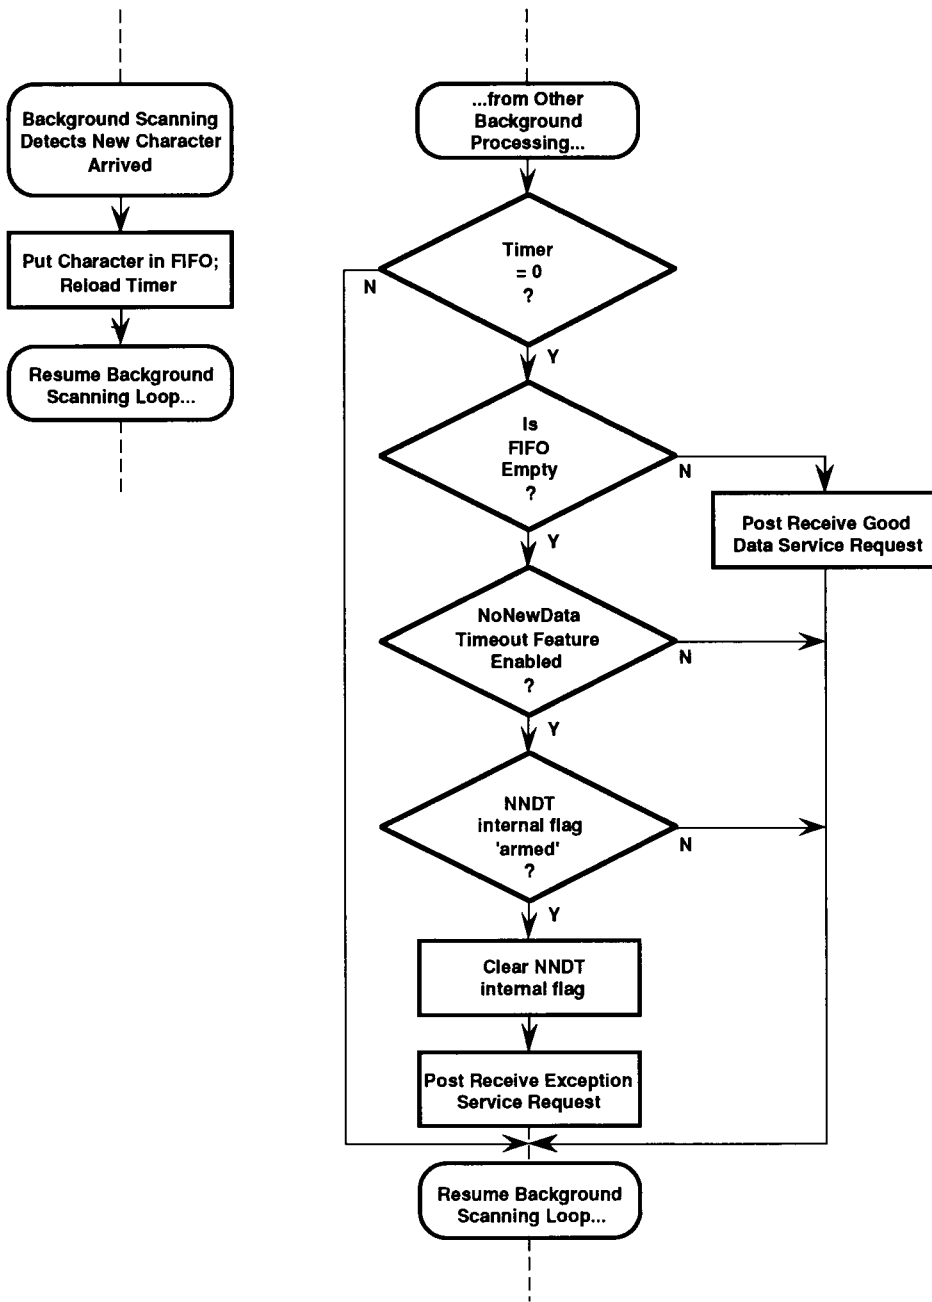 Background Scanning
Detects New Character
Arrived
Put Character in FIFO;
Reload Timer
Resume Background
Scanning Loop...
...from Other
Background
Processing...
Timer
= 0
?
N
Y
Is
FIFO
Empty
?
N
Y
Post Receive Good
Data Service Request
NoNewData
Timeout Feature
Enabled
?
N
Y
NNDT
internal flag
'armed'
?
N
Y
Clear NNDT
internal flag
Post Receive Exception
Service Request
Resume Background
Scanning Loop...